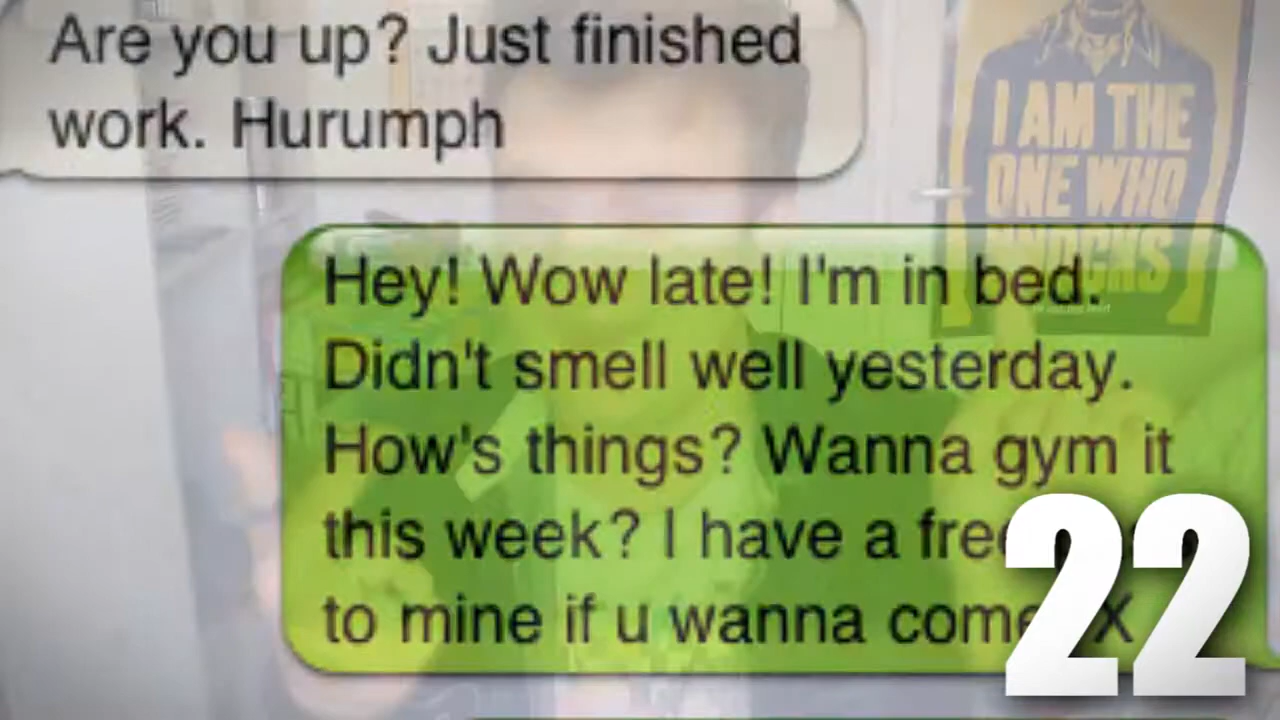 Are you up? Just finished
work. Hurumph
I AM THE
ONE WHO
Hey! Wow late! I'm in bed.
Didn't smell well yesterday.
How's things? Wanna gym it
this week? I have a
to mine if u wanna come X
22